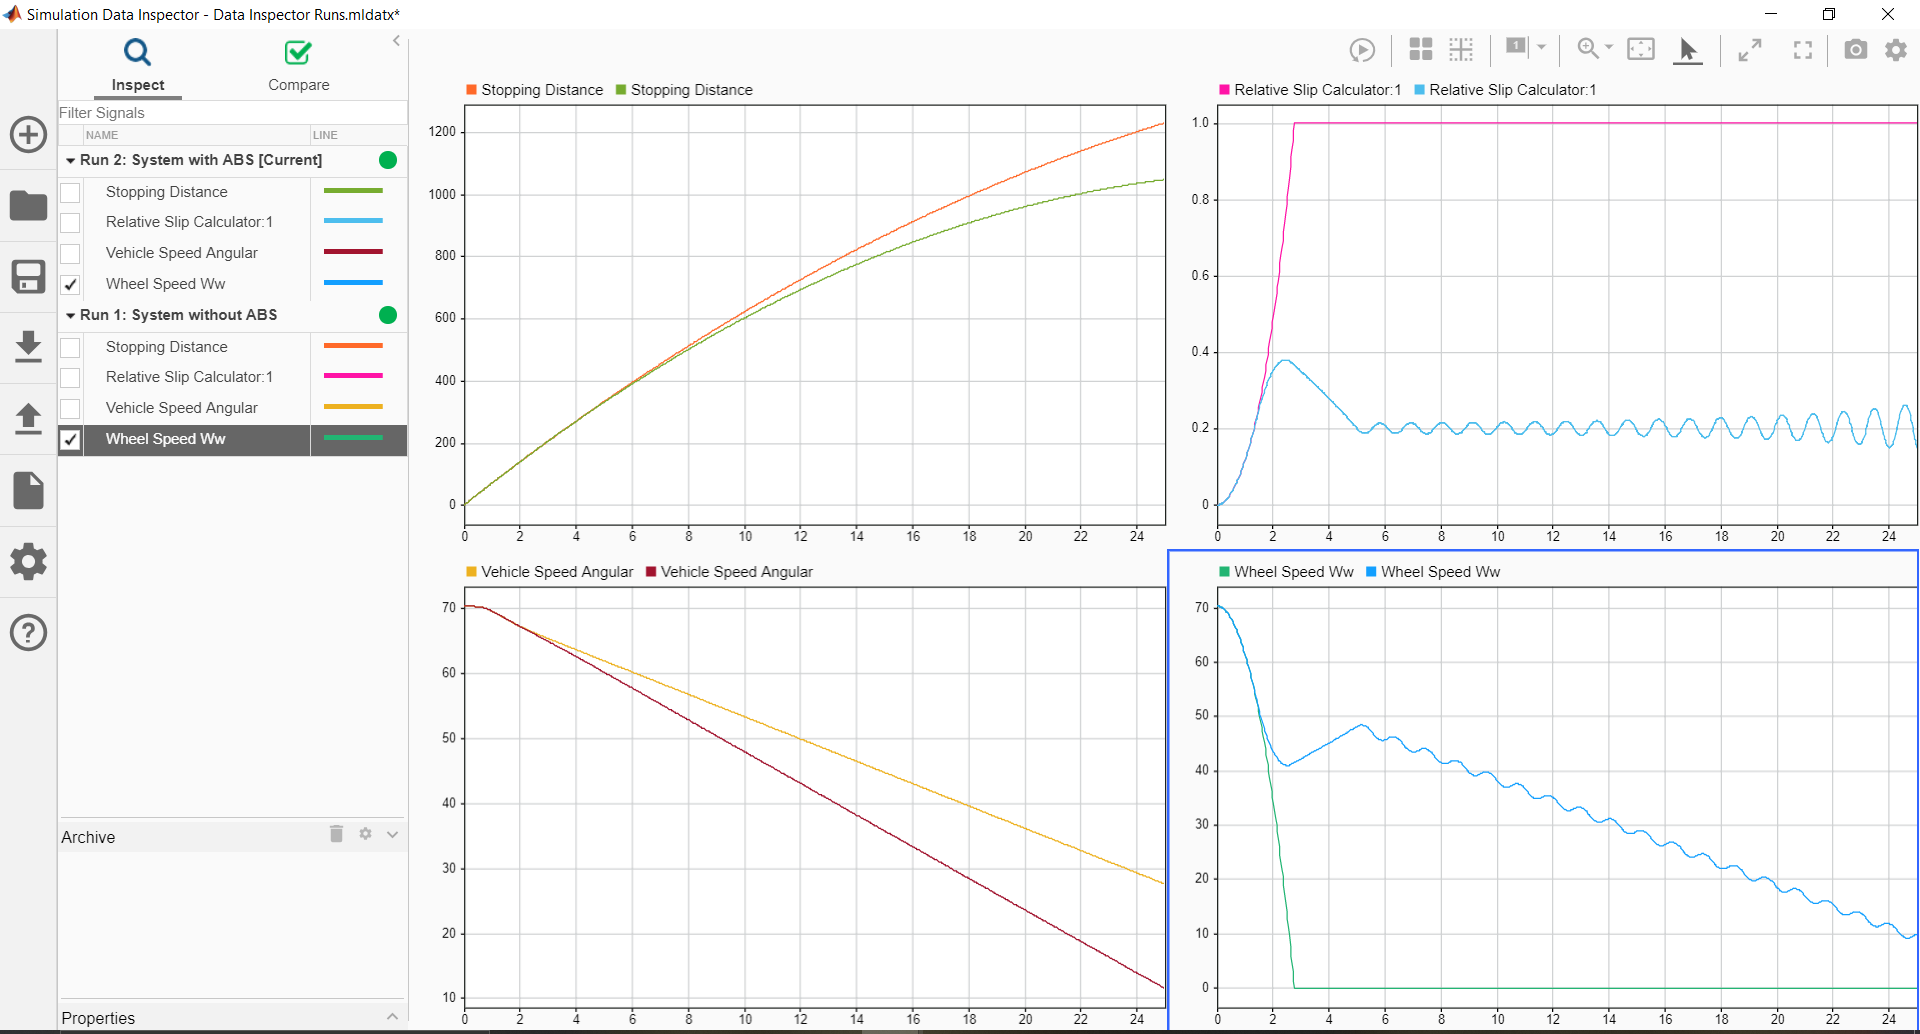 Simulation Data Inspector - Data Inspector Runs.mldatx*
Inspect
Compare
Filter Signals
NAME
LINE
Run 2: System with ABS [Current]
Stopping Distance
Relative Slip Calculator:1
Vehicle Speed Angular
Wheel Speed Ww
Run 1: System without ABS
Stopping Distance
Relative Slip Calculator:1
Vehicle Speed Angular
Wheel Speed Ww
Archive
Properties
1
Stopping Distance Stopping Distance
1200
1000
800
600
400
200
0
0 2 4 6 8 10 12 14 16 18 20 22 24
Relative Slip Calculator:1 Relative Slip Calculator:1
1.0
0.8
0.6
0.4
0.2
0
0 2 4 6 8 10 12 14 16 18 20 22 24
Vehicle Speed Angular Vehicle Speed Angular
70
60
50
40
30
20
10
0 2 4 6 8 10 12 14 16 18 20 22 24
Wheel Speed Ww Wheel Speed Ww
70
60
50
40
30
20
10
0
0 2 4 6 8 10 12 14 16 18 20 22 24